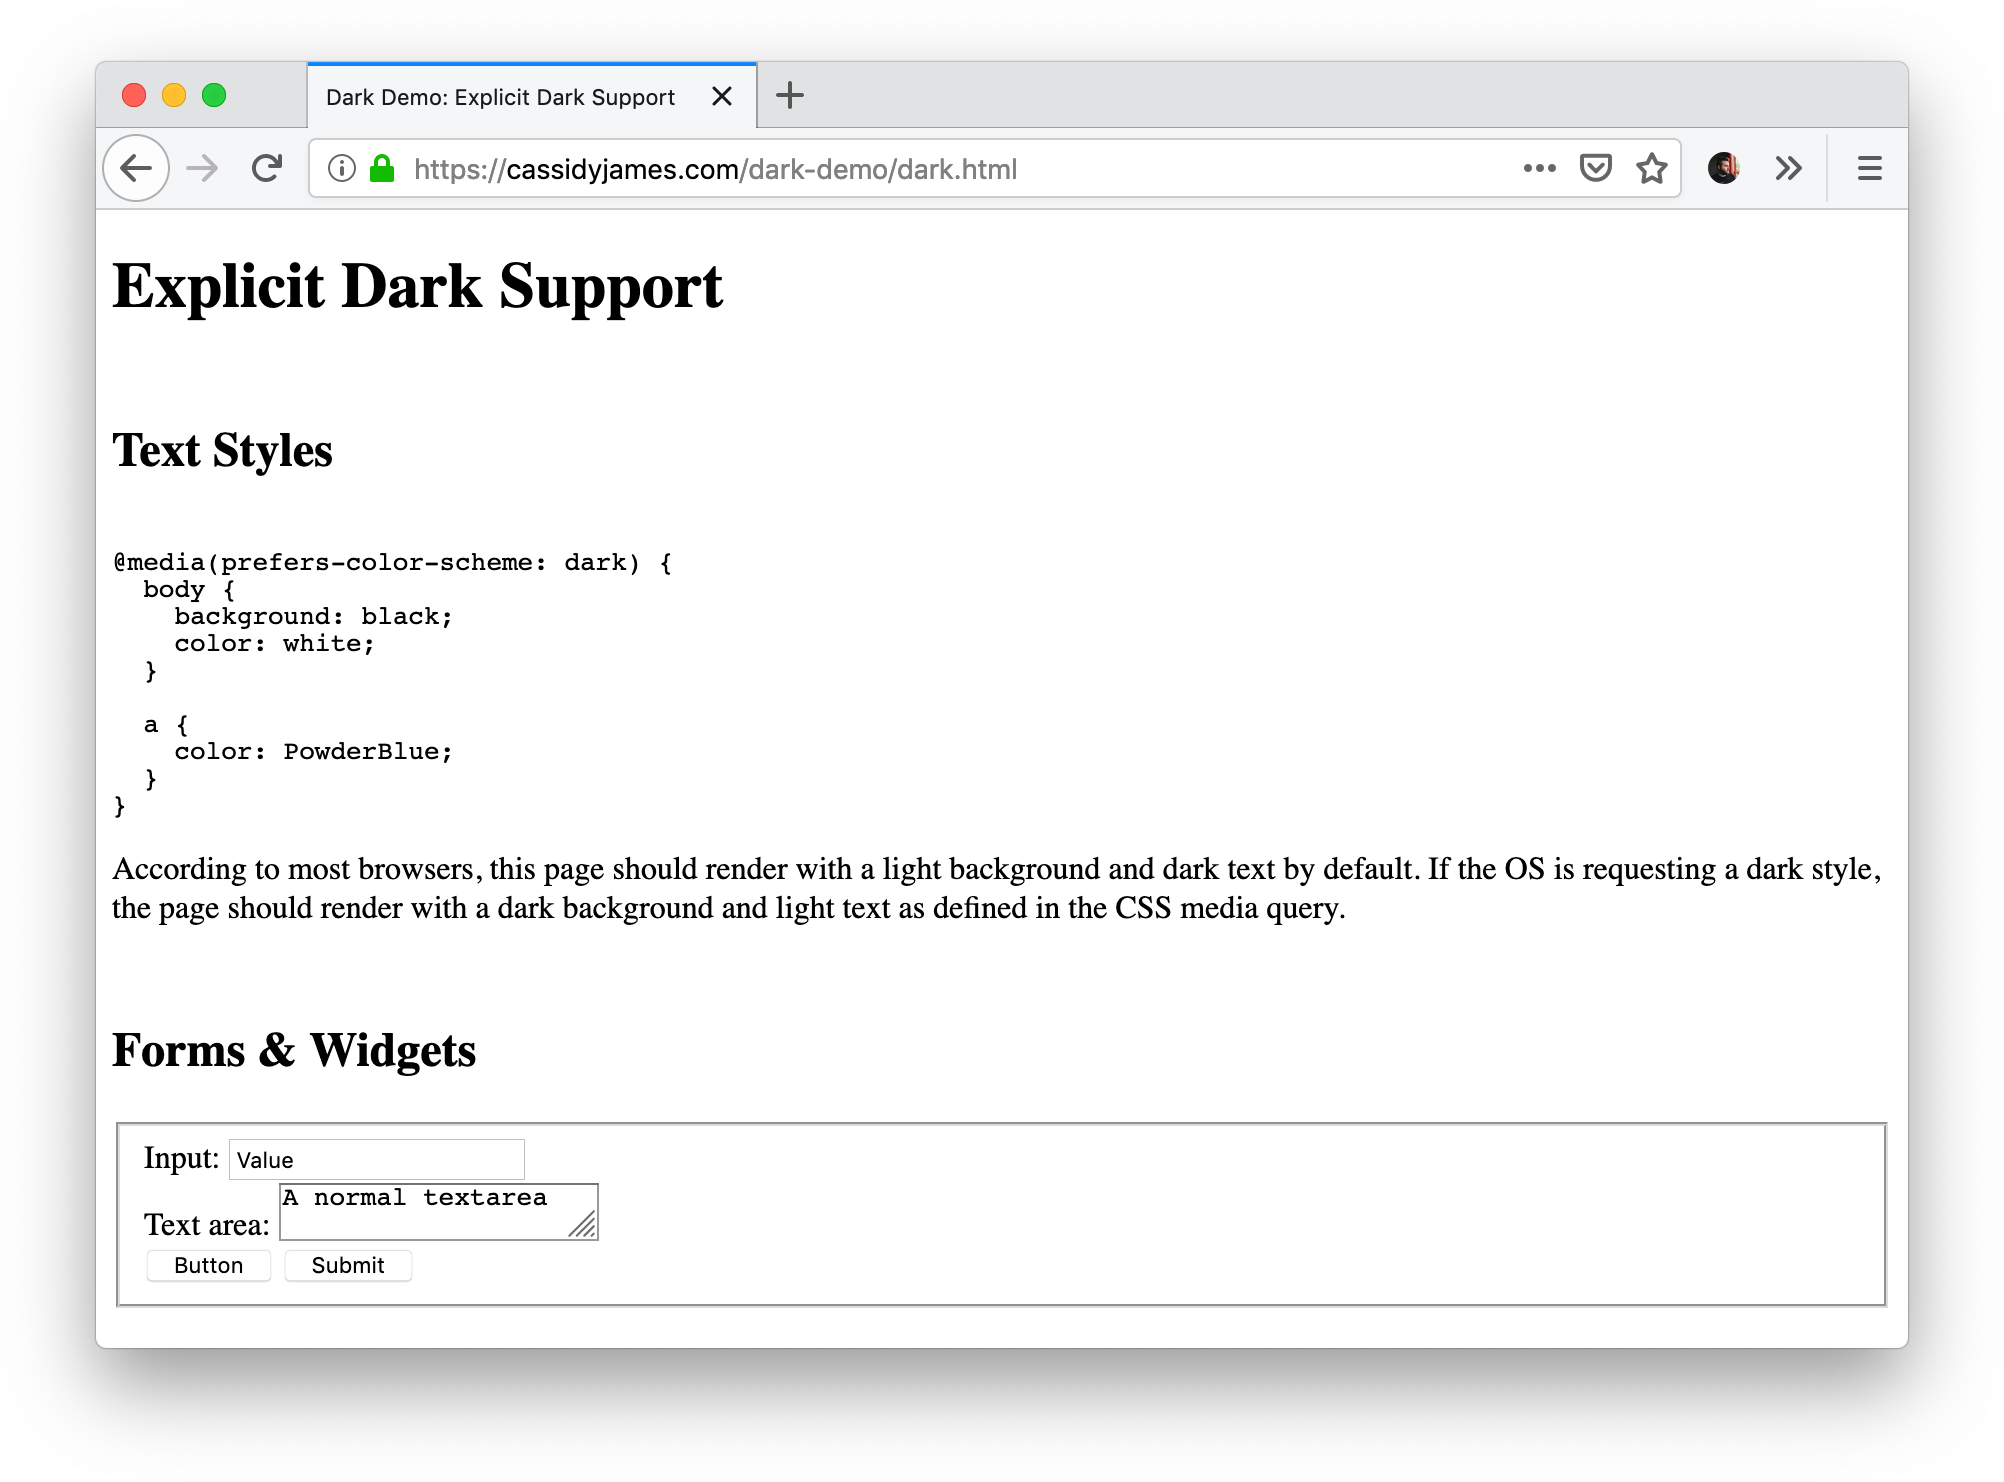 Dark Demo: Explicit Dark Support
https://cassidyjames.com/dark-demo/dark.html
Explicit Dark Support
Text Styles
@media(prefers-color-scheme: dark) {
  body {
    background: black;
    color: white;
  }
  a {
    color: PowderBlue;
  }
}
According to most browsers, this page should render with a light background and dark text by default. If the OS is requesting a dark style,
the page should render with a dark background and light text as defined in the CSS media query.
Forms & Widgets
Input: Value
Text area: A normal textarea
Button Submit